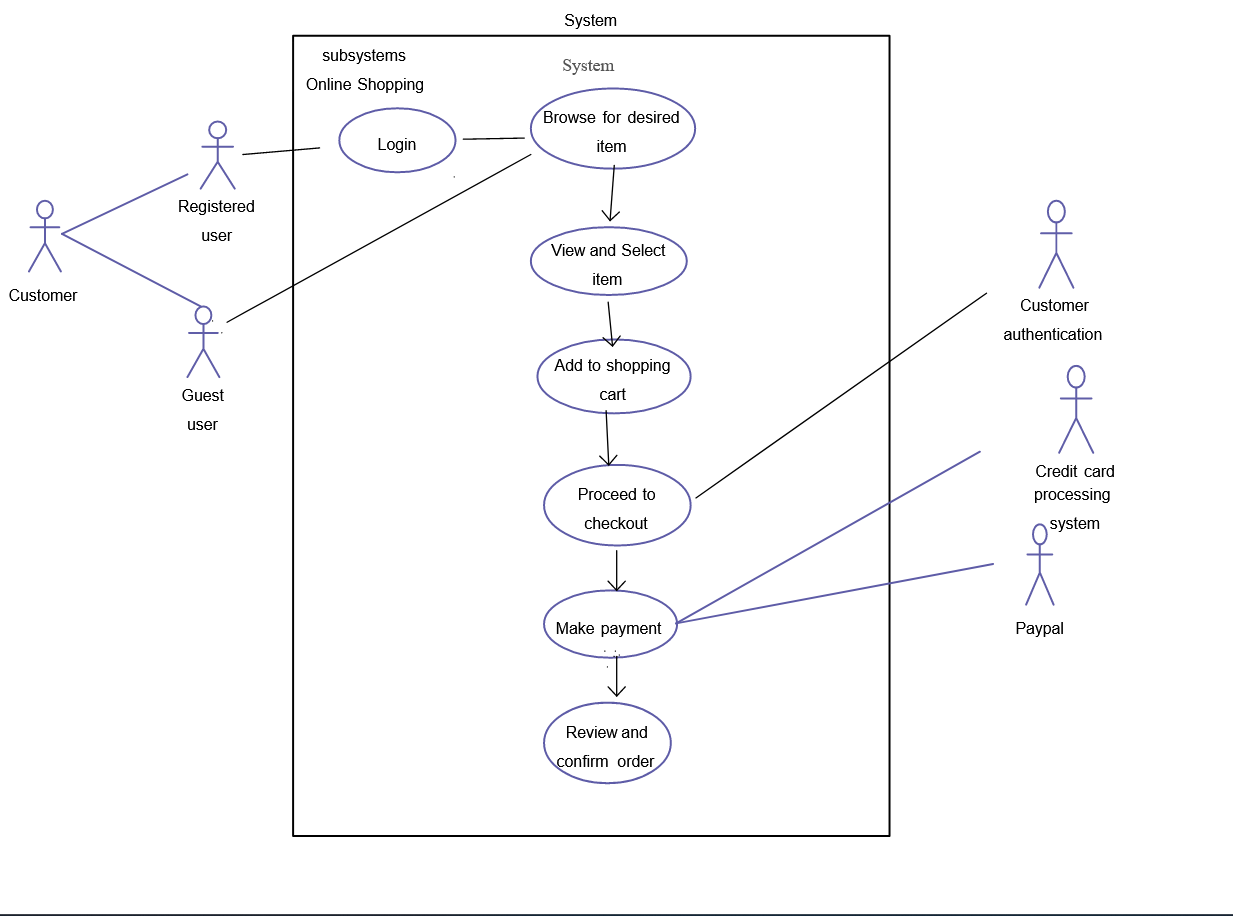 System
subsystems
System
Online Shopping
Browse for desired
item
Login
Registered
user
Customer
View and Select
item
Customer
authentication
Add to shopping
cart
Guest
user
Credit card
processing
system
Proceed to
checkout
Make payment
Paypal
Review and
confirm order